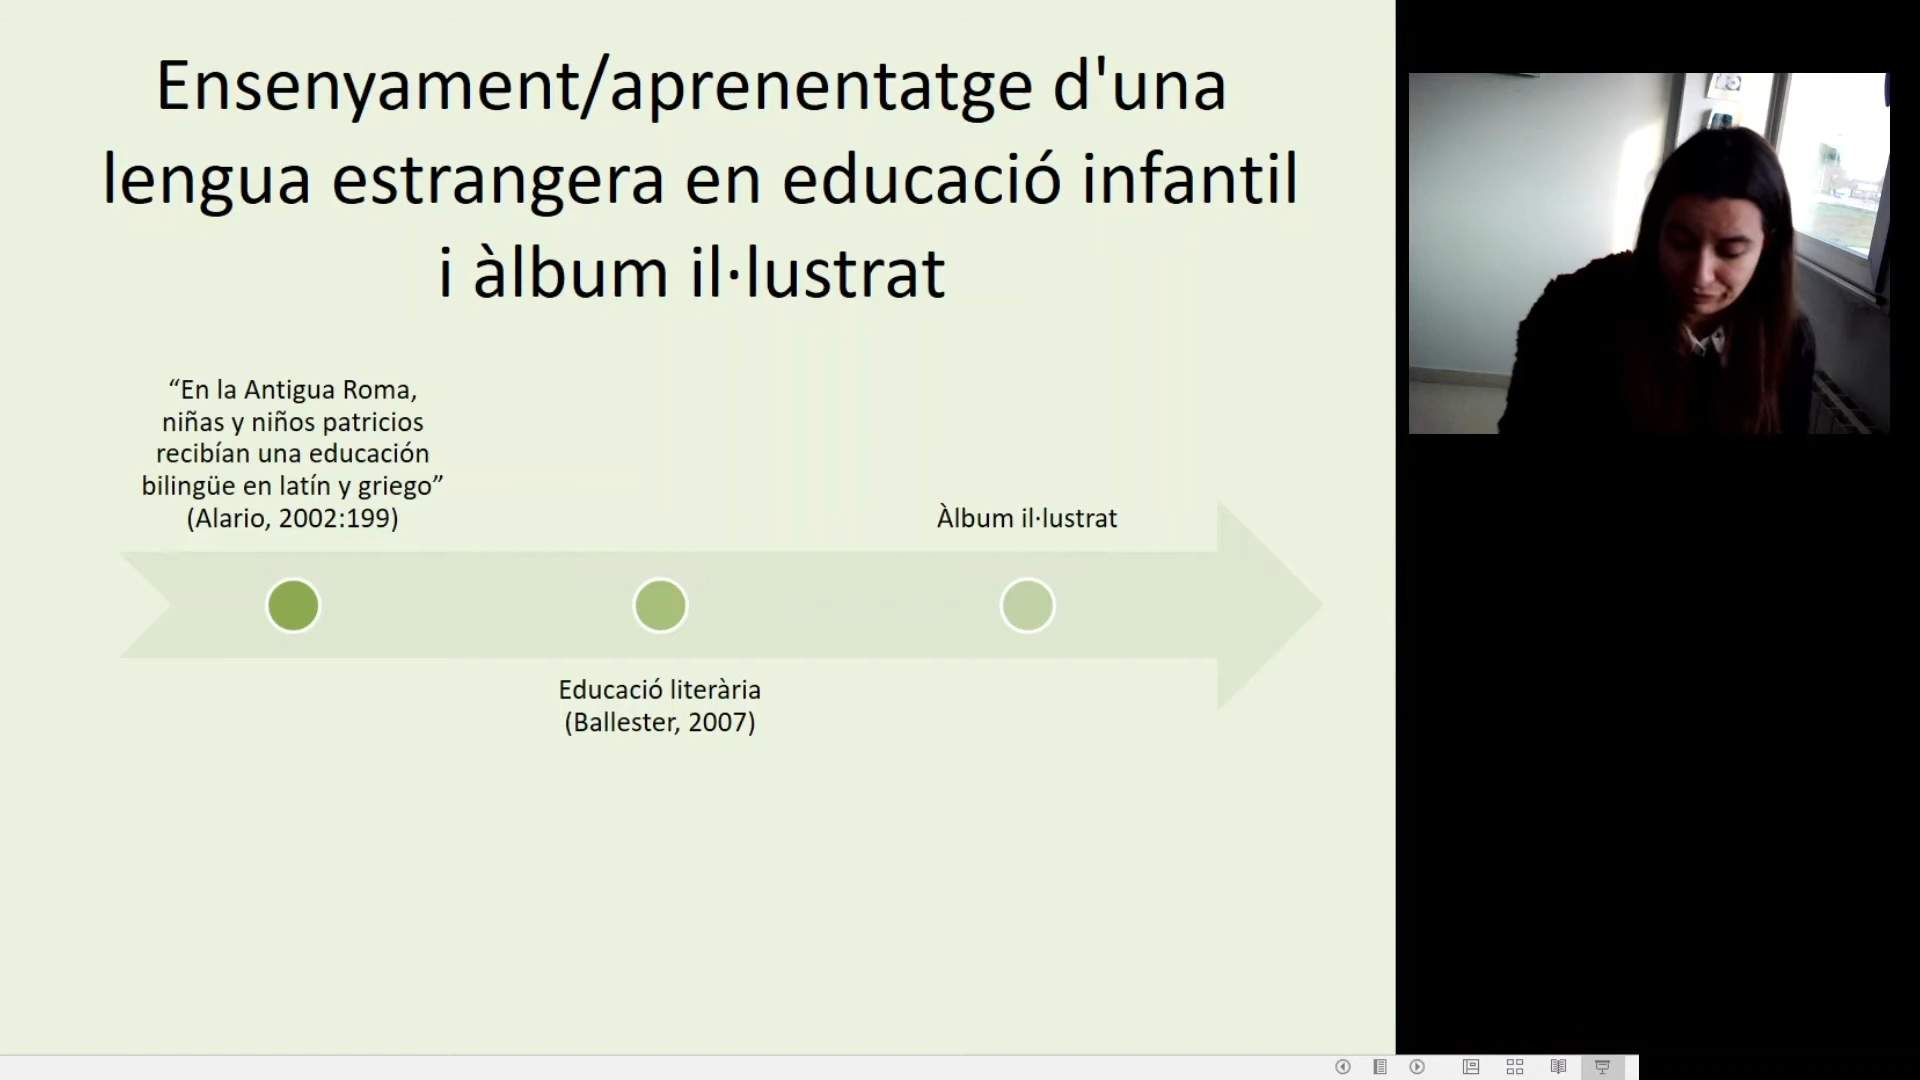 Ensenyament/aprenentatge d'una
lengua estrangera en educació infantil
i àlbum il·lustrat
“En la Antigua Roma,
niñas y niños patricios
recibían una educación
bilingüe en latín y griego”
(Alario, 2002:199)
Àlbum il·lustrat
Educació literària
(Ballester, 2007)